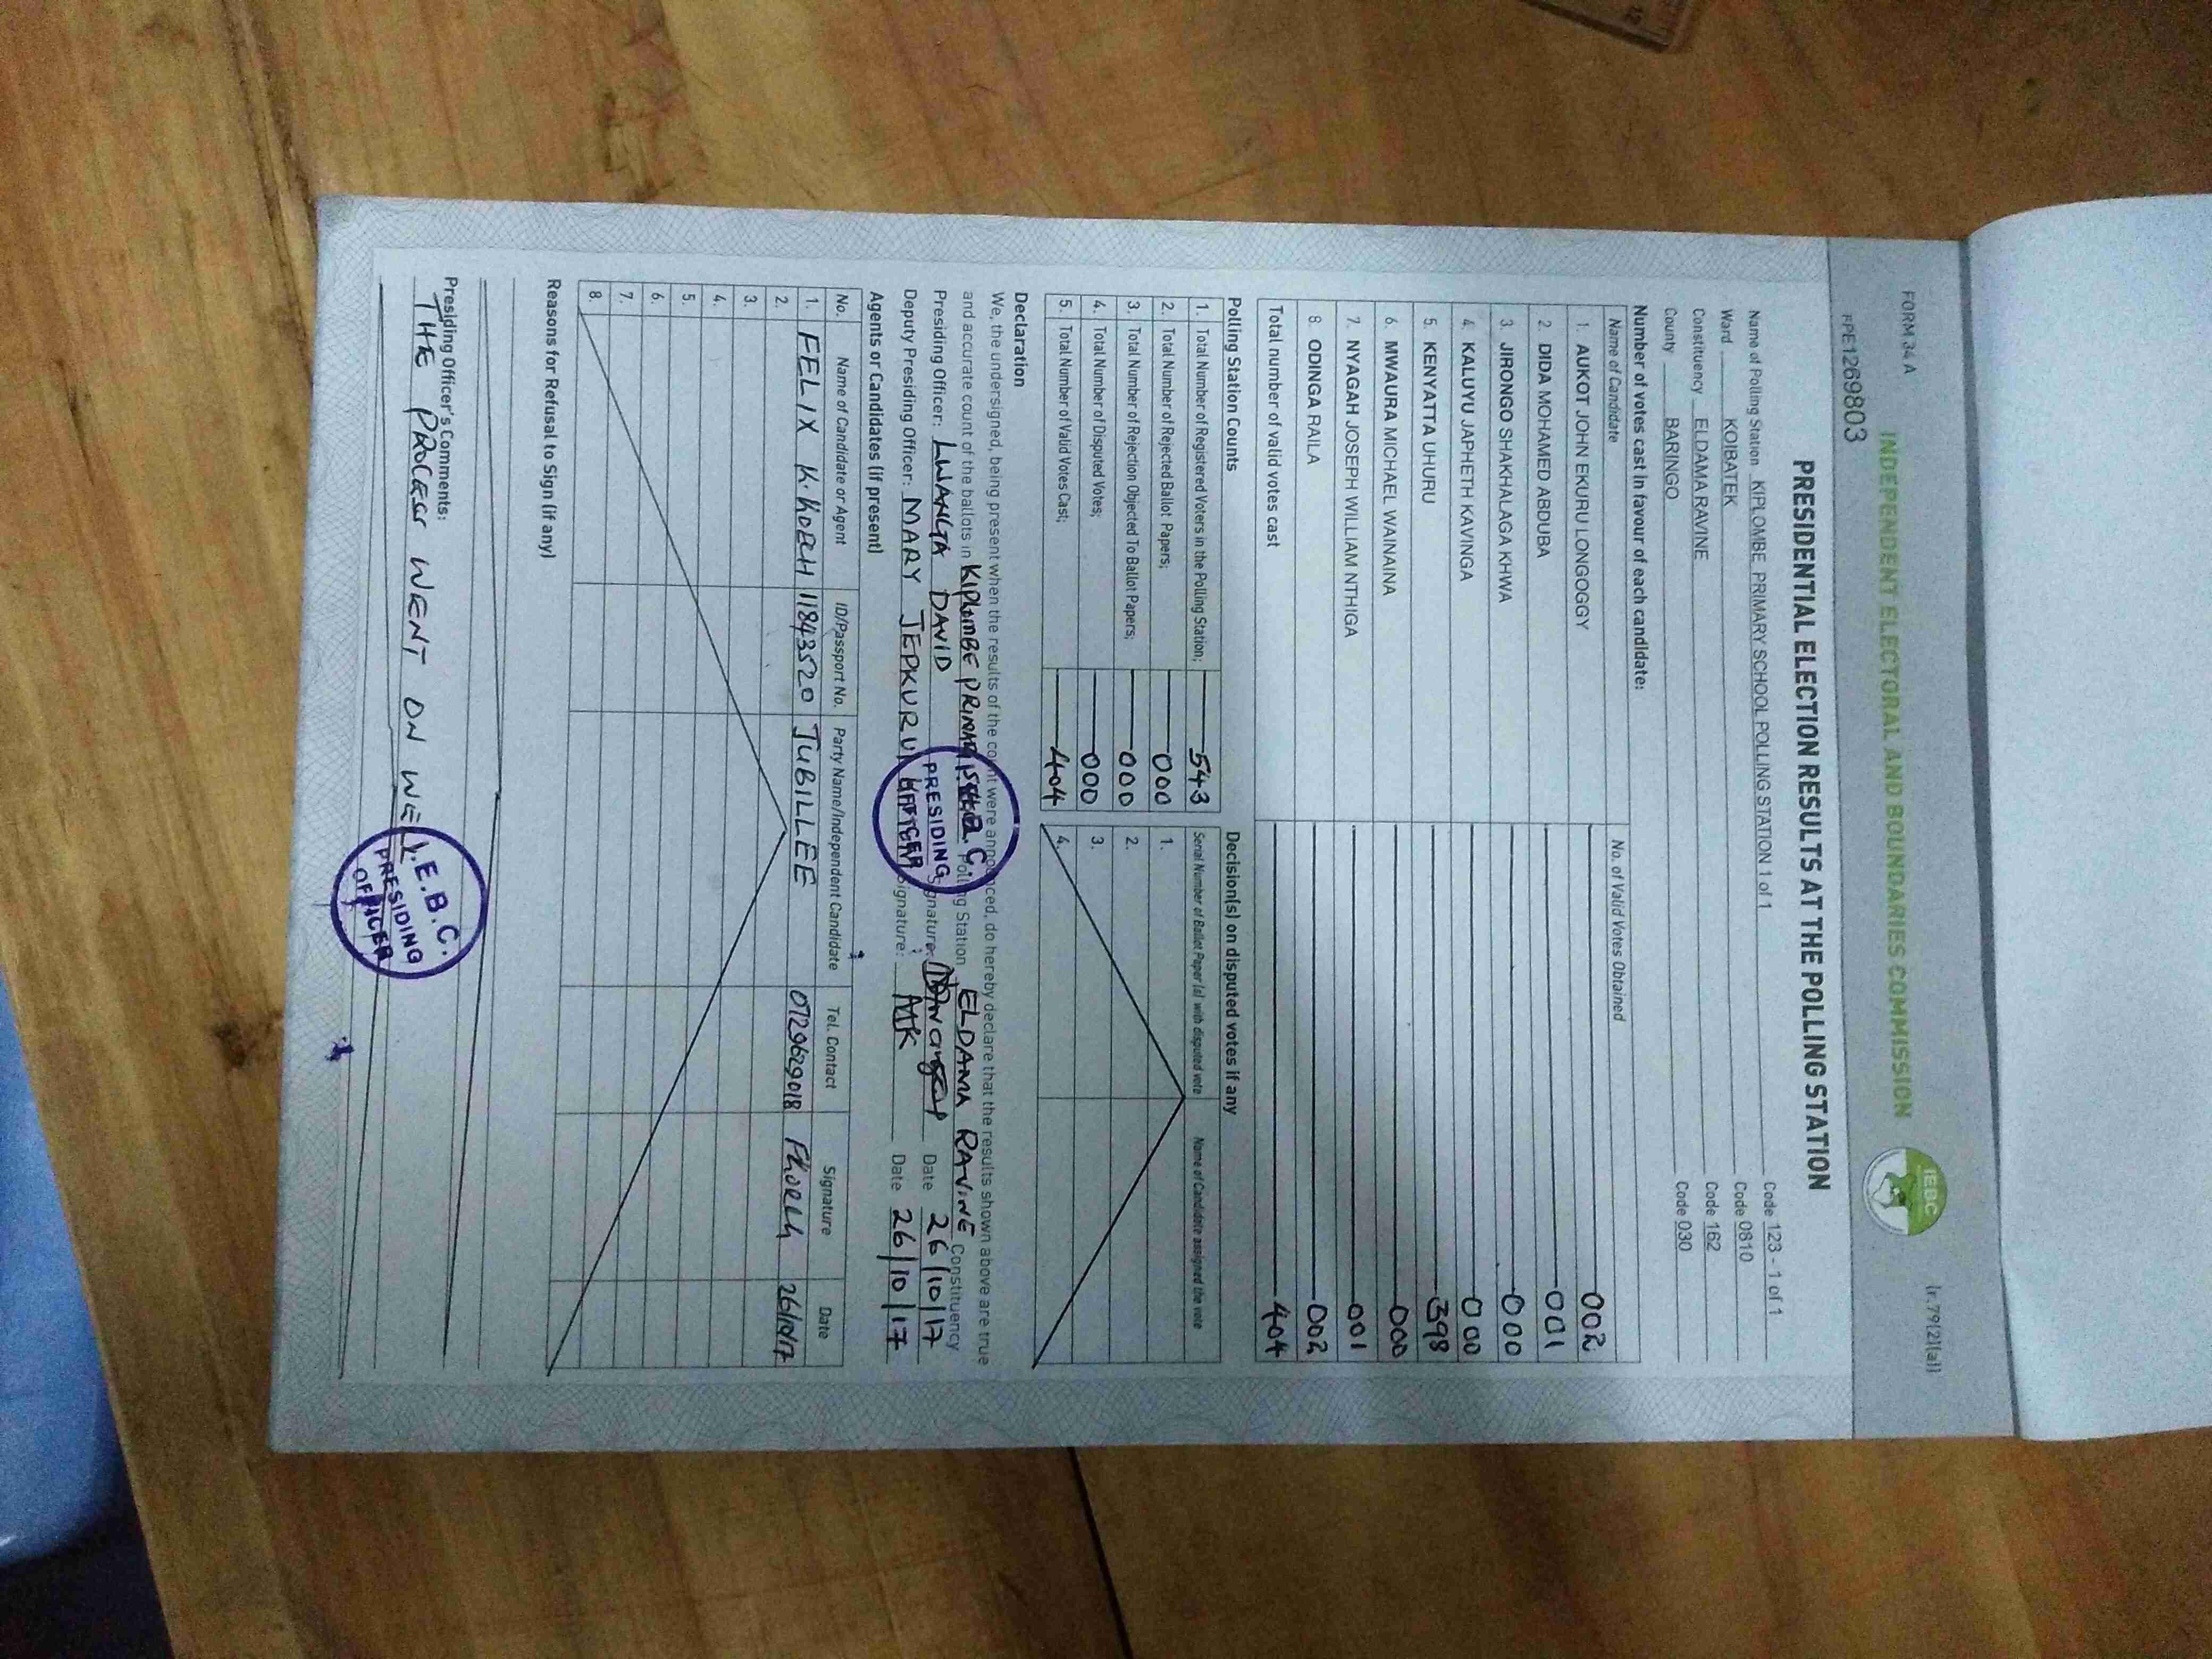 FORM 34 A
(r.79(2)(a))
INDEPENDENT ELECTORAL AND BOUNDARIES COMMISSION
IEBC
PE1269803
PRESIDENTIAL ELECTION RESULTS AT THE POLLING STATION
Name of Polling Station KIPLOMBE PRIMARY SCHOOL POLLING STATION 1 of 1 Code 123 - 1 of 1
Ward KOIBATEK Code 0810
Constituency ELDAMA RAVINE Code 162
County BARINGO Code 030
Number of votes cast in favour of each candidate:
Name of Candidate No. of Valid Votes Obtained
1. AUKOT JOHN EKURU LONGOGGY 002
2. DIDA MOHAMED ABDUBA 001
3. JIRONGO SHAKHALAGA KHWA 000
4. KALUYU JAPHETH KAVINGA 000
5. KENYATTA UHURU 398
6. MWAURA MICHAEL WAINAINA 000
7. NYAGAH JOSEPH WILLIAM NTHIGA 001
8. ODINGA RAILA 002
Total number of valid votes cast 404
Polling Station Counts
1. Total Number of Registered Voters in the Polling Station; 543
2. Total Number of Rejected Ballot Papers; 000
3. Total Number of Rejection Objected To Ballot Papers; 000
4. Total Number of Disputed Votes; 000
5. Total Number of Valid Votes Cast; 404
Decision(s) on disputed votes if any
Serial Number of Ballot Paper (s) with disputed vote Name of Candidate assigned the vote
1.
2.
3.
4.
Declaration
We, the undersigned, being present when the results of the count were announced, do hereby declare that the results shown above are true
and accurate count of the ballots in KIPLOMBE PRIMARY Polling Station ELDAMA RAVINE Constituency
Presiding Officer: LWANGA DAVID Signature: Date 26/10/17
Deputy Presiding Officer: MARY JEPKURUI Signature: Date 26/10/17
PRESIDING
OFFICER
Agents or Candidates (if present)
No. Name of Candidate or Agent ID/Passport No. Party Name/Independent Candidate Tel. Contact Signature Date
1. FELIX K. KOECH 11843520 JUBILLEE 0729629018 FKoech 26/10/17
2.
3.
4.
5.
6.
7.
8.
Reasons for Refusal to Sign (if any)
Presiding Officer's Comments:
THE PROCESS WENT ON WELL
I.E.B.C.
PRESIDING
OFFICER